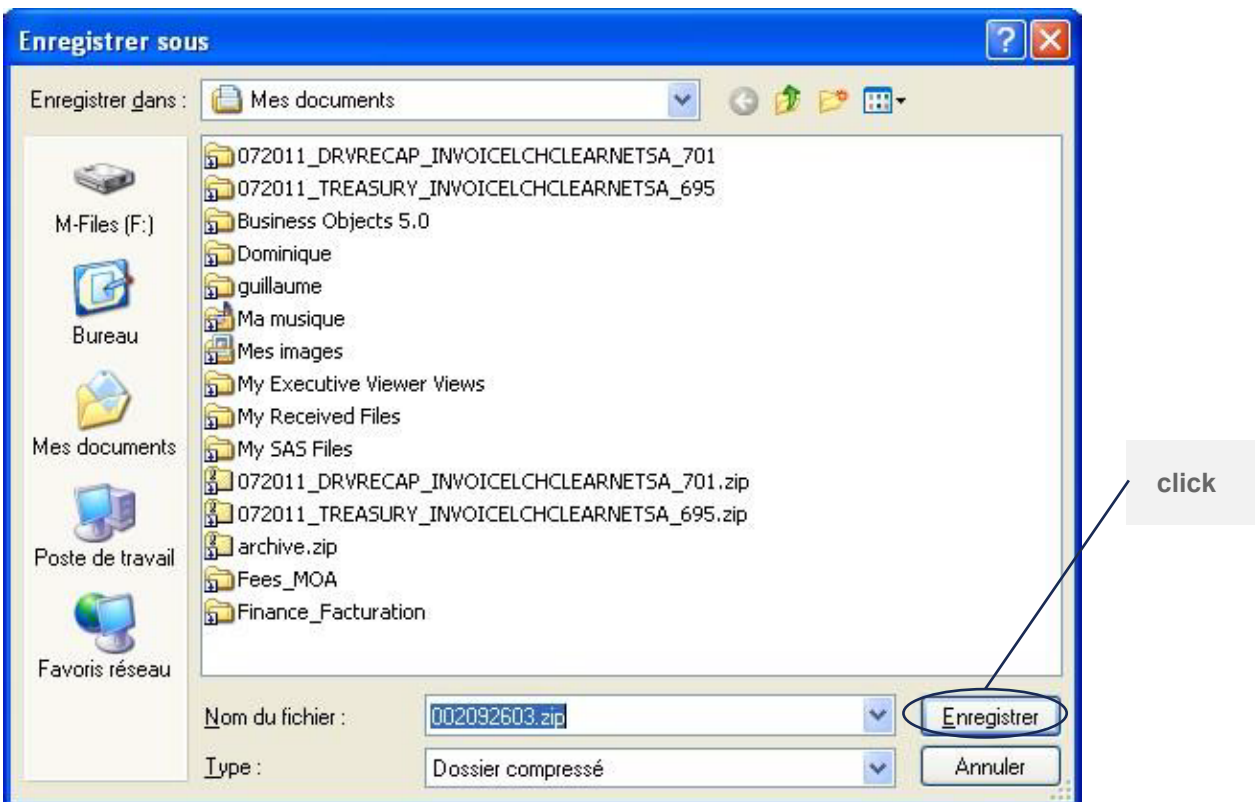 Enregistrer sous
Enregistrer dans :
Mes documents
M-Files (F:)
Bureau
Mes documents
Poste de travail
Favoris réseau
072011_DRVRECAP_INVOICELCHCLEARNETSA_701
072011_TREASURY_INVOICELCHCLEARNETSA_695
Business Objects 5.0
Dominique
guillaume
Ma musique
Mes images
My Executive Viewer Views
My Received Files
My SAS Files
072011_DRVRECAP_INVOICELCHCLEARNETSA_701.zip
072011_TREASURY_INVOICELCHCLEARNETSA_695.zip
archive.zip
Fees_MOA
Finance_Facturation
Nom du fichier :
002092603.zip
Enregistrer
Type :
Dossier compressé
Annuler
click